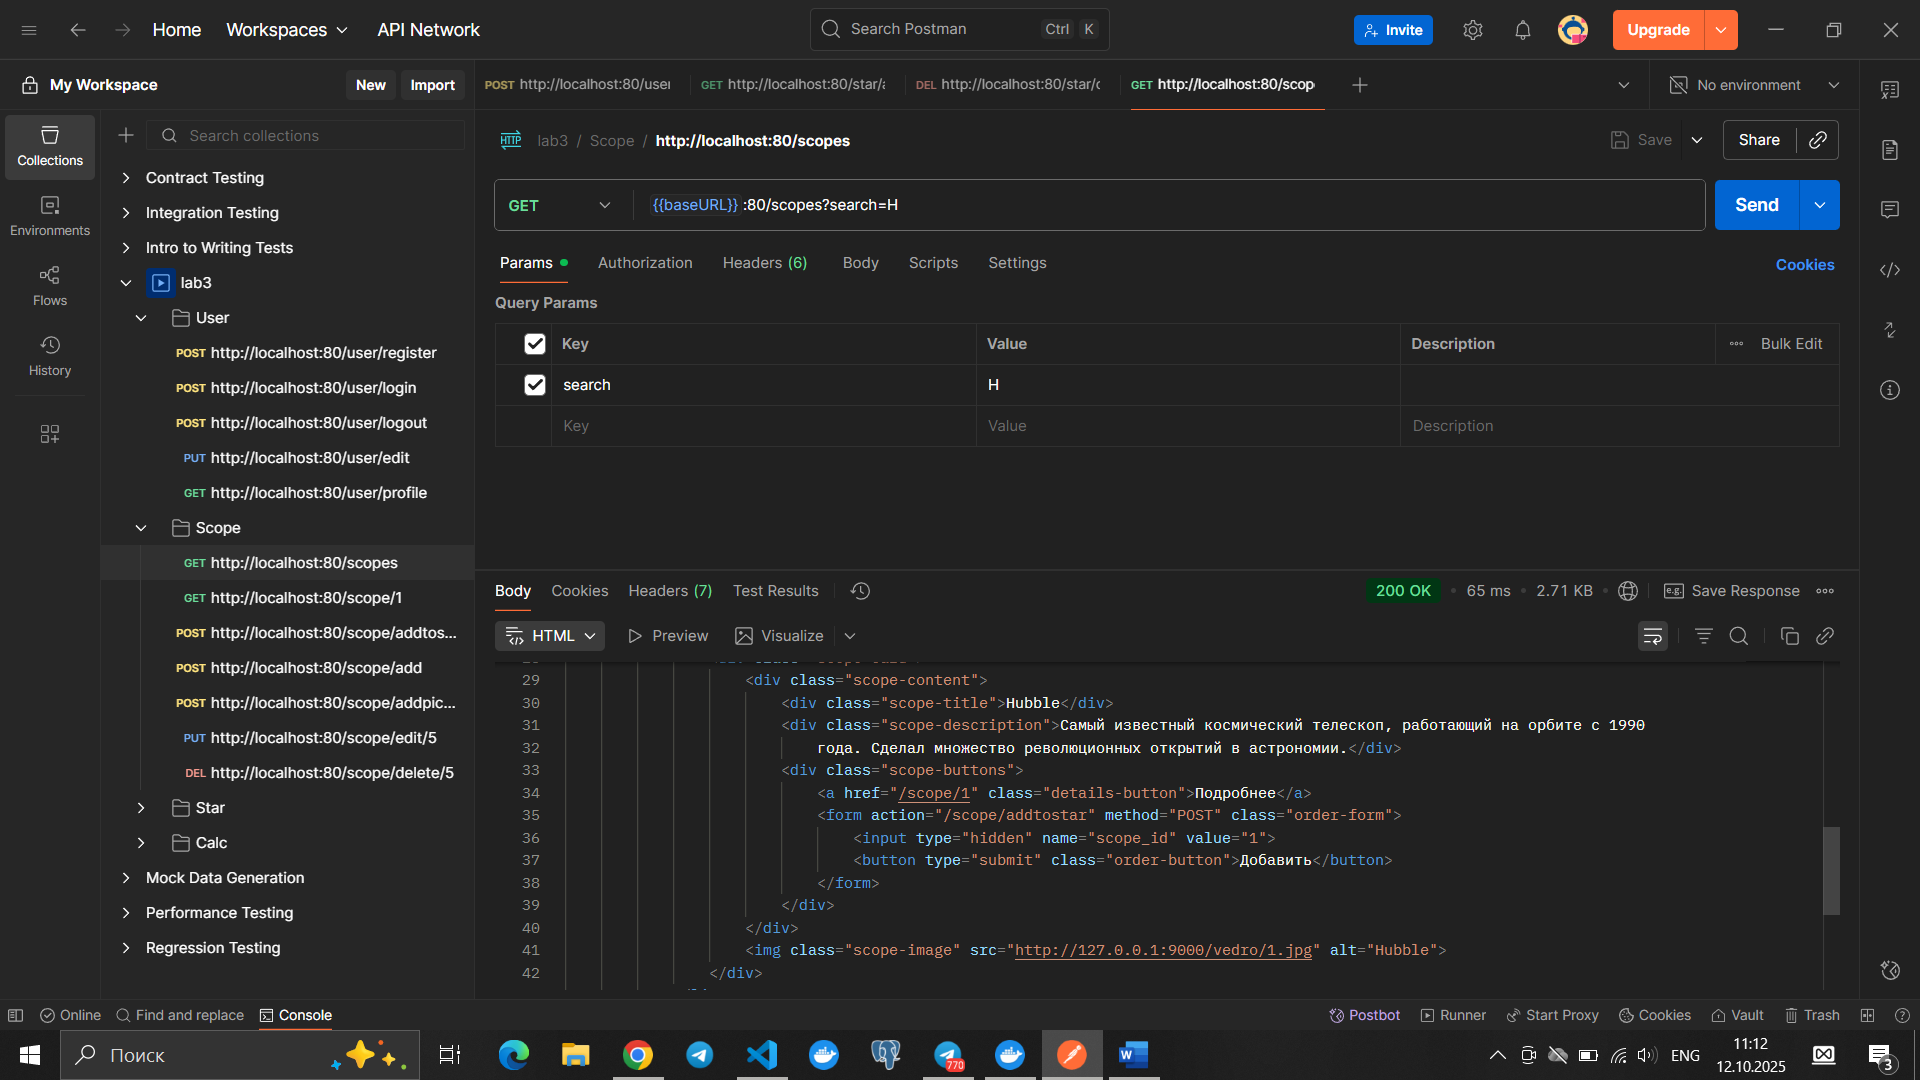 Home
Workspaces
API Network
Search Postman
Ctrl
K
Invite
Upgrade
My Workspace
New
Import
POST http://localhost:80/user
GET http://localhost:80/star/
DEL http://localhost:80/star/
GET http://localhost:80/scop
No environment
Search collections
HTTP lab3 / Scope / http://localhost:80/scopes
Save
Share
Collections
Environments
Flows
History
Contract Testing
Integration Testing
Intro to Writing Tests
lab3
User
POST http://localhost:80/user/register
POST http://localhost:80/user/login
POST http://localhost:80/user/logout
PUT http://localhost:80/user/edit
GET http://localhost:80/user/profile
Scope
GET http://localhost:80/scopes
GET http://localhost:80/scope/1
POST http://localhost:80/scope/addtos...
POST http://localhost:80/scope/add
POST http://localhost:80/scope/addpic...
PUT http://localhost:80/scope/edit/5
DEL http://localhost:80/scope/delete/5
Star
Calc
Mock Data Generation
Performance Testing
Regression Testing
GET
{{baseURL}} :80/scopes?search=H
Send
Params
Authorization
Headers (6)
Body
Scripts
Settings
Cookies
Query Params
Key Value Description Bulk Edit
search H
Key Value Description
Body
Cookies
Headers (7)
Test Results
200 OK
65 ms
2.71 KB
e.g. Save Response
HTML
Preview
Visualize
29 <div class="scope-content">
30 <div class="scope-title">Hubble</div>
31 <div class="scope-description">Самый известный космический телескоп, работающий на орбите с 1990
32 года. Сделал множество революционных открытий в астрономии.</div>
33 <div class="scope-buttons">
34 <a href="/scope/1" class="details-button">Подробнее</a>
35 <form action="/scope/addtostar" method="POST" class="order-form">
36 <input type="hidden" name="scope_id" value="1">
37 <button type="submit" class="order-button">Добавить</button>
38 </form>
39 </div>
40 </div>
41 <img class="scope-image" src="http://127.0.0.1:9000/vedro/1.jpg" alt="Hubble">
42 </div>
Online
Find and replace
Console
Postbot
Runner
Start Proxy
Cookies
Vault
Trash
Поиск
770
W
ENG
11:12
12.10.2025
3